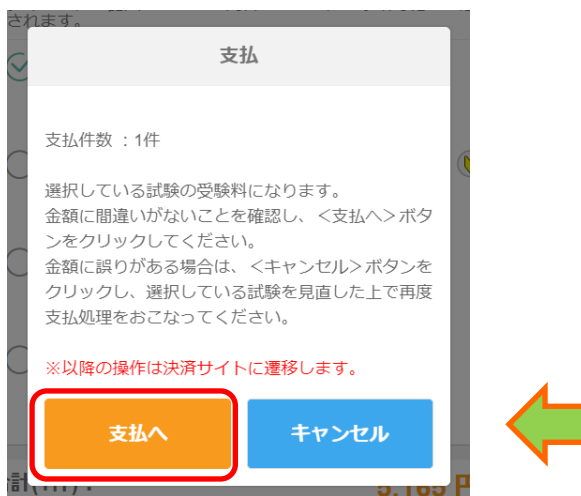 されます。
支払
支払件数 ：1件
選択している試験の受験料になります。
金額に間違いがないことを確認し、＜支払へ＞ボタ
ンをクリックしてください。
金額に誤りがある場合は、＜キャンセル＞ボタンを
クリックし、選択している試験を見直した上で再度
支払処理をおこなってください。
※以降の操作は決済サイトに遷移します。
支払へ
キャンセル